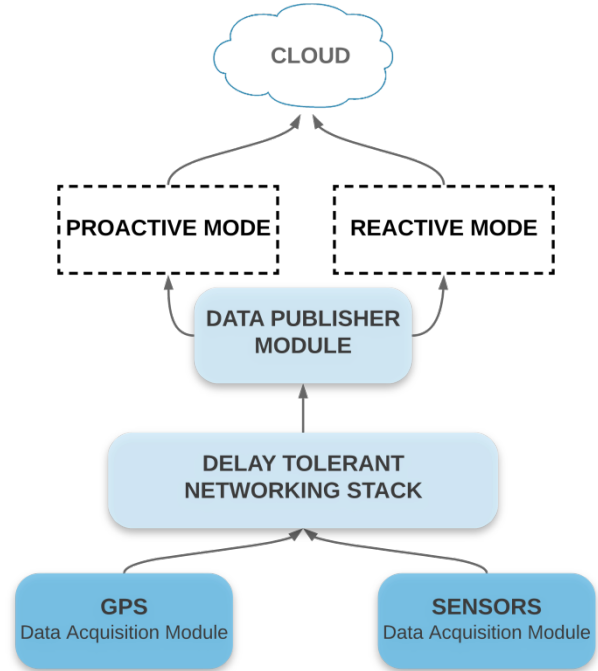 CLOUD
PROACTIVE MODE
REACTIVE MODE
DATA PUBLISHER
MODULE
DELAY TOLERANT
NETWORKING STACK
GPS
Data Acquisition Module
SENSORS
Data Acquisition Module